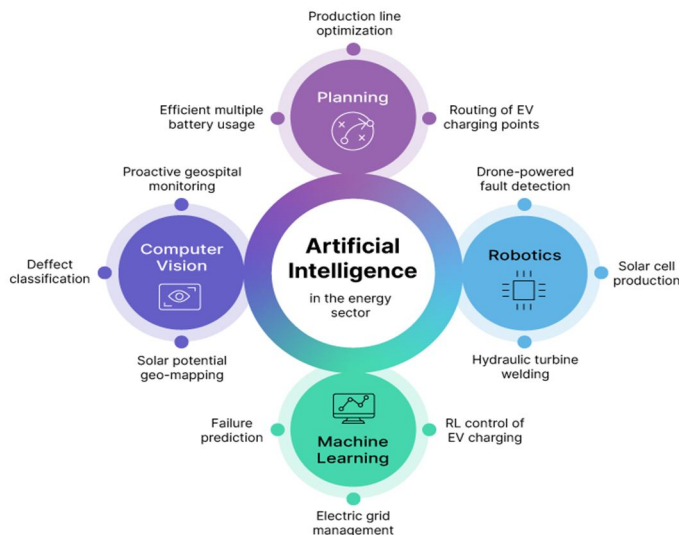 Production line
optimization
Planning
Efficient multiple
battery usage
Routing of EV
charging points
Proactive geospital
monitoring
Drone-powered
fault detection
Computer
Vision
Artificial
Intelligence
in the energy
sector
Robotics
Deffect
classification
Solar cell
production
Solar potential
geo-mapping
Hydraulic turbine
welding
Failure
prediction
RL control of
EV charging
Machine
Learning
Electric grid
management